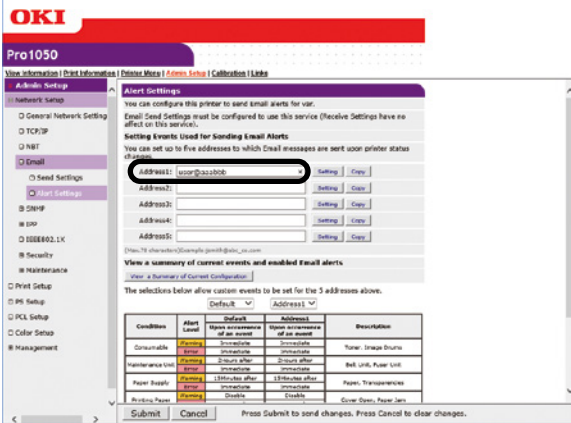 OKI
Pro1050
View Information | Print Information | Printer Menu | Admin Setup | Calibration | Links
Admin Setup
Network Setup
General Network Setting
TCP/IP
NBT
Email
Send Settings
Alert Settings
SNMP
IPP
IEEE802.1X
Security
Maintenance
Print Setup
PS Setup
PCL Setup
Color Setup
Management
Alert Settings
You can configure this printer to send Email alerts for var.
Email Send Settings must be configured to use this service (Receive Settings have no
affect on this service).
Setting Events Used for Sending Email Alerts
You can set up to five addresses to which Email messages are sent upon printer status
changes.
Address1: user@aaabbb × Setting Copy
Address2: Setting Copy
Address3: Setting Copy
Address4: Setting Copy
Address5: Setting Copy
(Max.79 characters)Example:jsmith@abc_xx.com
View a summary of current events and enabled Email alerts
View a Summary of Current Configuration
The selections below allow custom events to be set for the 5 addresses above.
Default Address1
Condition Alert Level Default Upon occurrence of an event Address1 Upon occurrence of an event Description
Consumable Warning Immediate Immediate Toner, Image Drums
Error Immediate Immediate
Maintenance Unit Warning 2Hours after 2Hours after Belt Unit, Fuser Unit
Error Immediate Immediate
Paper Supply Warning 15Minutes after 15Minutes after Paper, Transparencies
Error Immediate Immediate
Printing Paper Warning Disable Disable Cover Open, Paper Jam
Submit Cancel Press Submit to send changes. Press Cancel to clear changes.